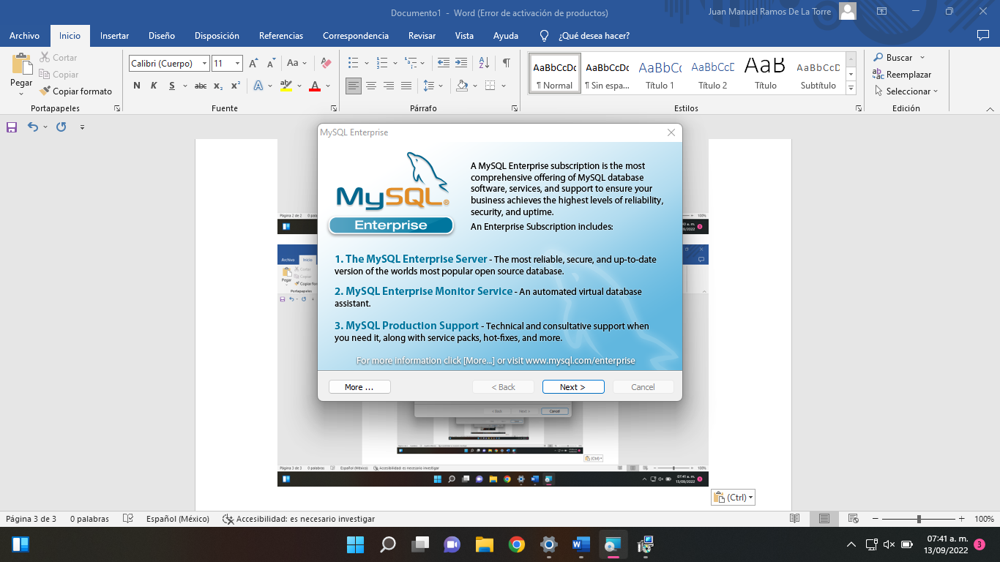 Documento1 - Word (Error de activación de productos)
Juan Manuel Ramos De La Torre
Archivo Inicio Insertar Diseño Disposición Referencias Correspondencia Revisar Vista Ayuda ¿Qué desea hacer?
Pegar
Cortar
Copiar
Copiar formato
Portapapeles
Calibri (Cuerpo) 11
N K S abc x₂ x²
Fuente
Párrafo
AaBbCcDc AaBbCcDc AaBbCc AaBbCcD AaB AaBbCcD
¶ Normal ¶ Sin espa... Título 1 Título 2 Título Subtítulo
Estilos
Buscar
Reemplazar
Seleccionar
Edición
MySQL Enterprise
MySQL®
Enterprise
A MySQL Enterprise subscription is the most
comprehensive offering of MySQL database
software, services, and support to ensure your
business achieves the highest levels of reliability,
security, and uptime.
An Enterprise Subscription includes:
1. The MySQL Enterprise Server - The most reliable, secure, and up-to-date
version of the worlds most popular open source database.
2. MySQL Enterprise Monitor Service - An automated virtual database
assistant.
3. MySQL Production Support - Technical and consultative support when
you need it, along with service packs, hot-fixes, and more.
For more information click [More...] or visit www.mysql.com/enterprise
More ... < Back Next > Cancel
Página 2 de 2
100%
Archivo Inicio
Pegar
Cortar
Copiar
Portapapeles
< Back Next > Cancel
(Ctrl)
Página 3 de 3 0 palabras Español (México) Accesibilidad: es necesario investigar 100%
07:41 a. m.
13/09/2022
(Ctrl)
Página 3 de 3 0 palabras Español (México) Accesibilidad: es necesario investigar 100%
07:41 a. m.
13/09/2022
3